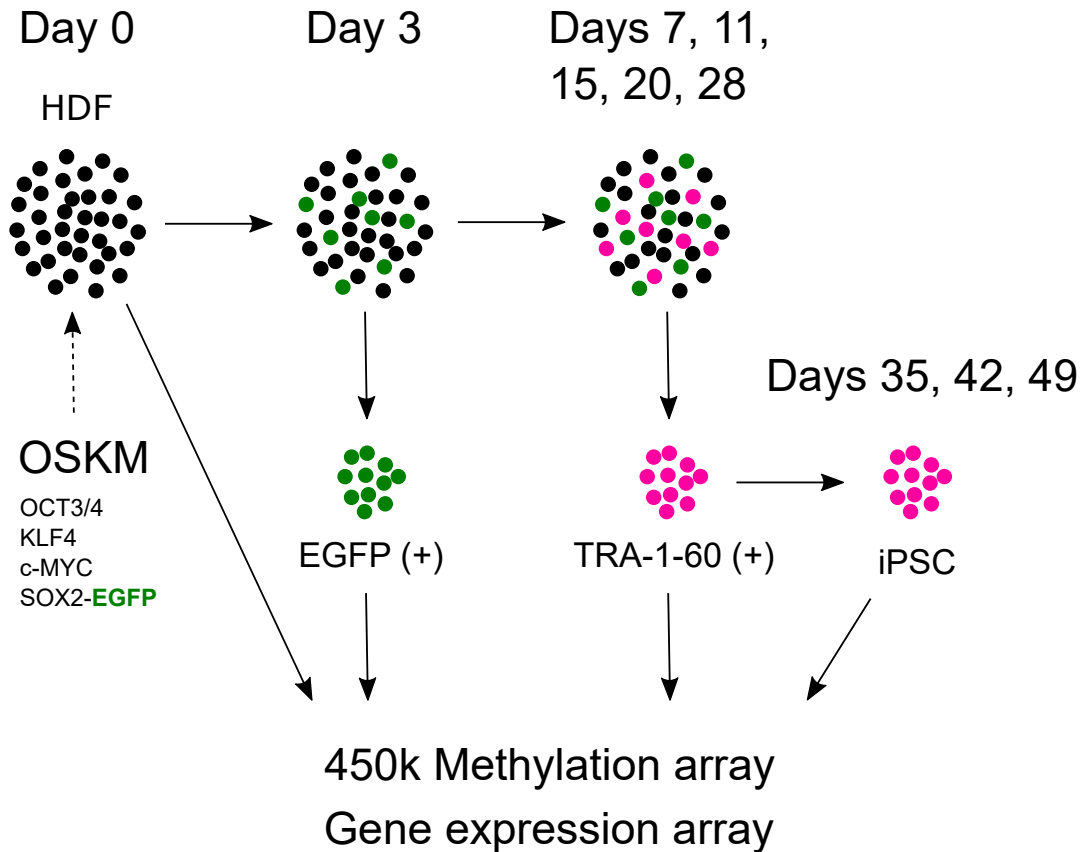 Day 0
Day 3
Days 7, 11,
15, 20, 28
HDF
Days 35, 42, 49
OSKM
OCT3/4
KLF4
c-MYC
SOX2-EGFP
EGFP (+)
TRA-1-60 (+)
iPSC
450k Methylation array
Gene expression array